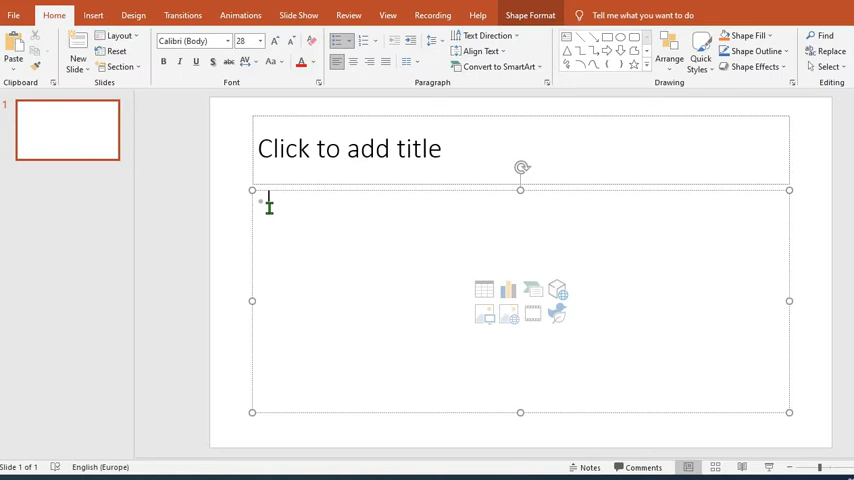 File Home Insert Design Transitions Animations Slide Show Review View Recording Help Shape Format Tell me what you want to do
Paste
Clipboard
New
Slide
Layout
Reset
Section
Slides
Calibri (Body) 28
B I U S abc AV Aa A
Font
Text Direction
Align Text
Convert to SmartArt
Paragraph
Arrange
Quick
Styles
Shape Fill
Shape Outline
Shape Effects
Drawing
Find
Replace
Select
Editing
1
Click to add title
Slide 1 of 1 English (Europe) Notes Comments